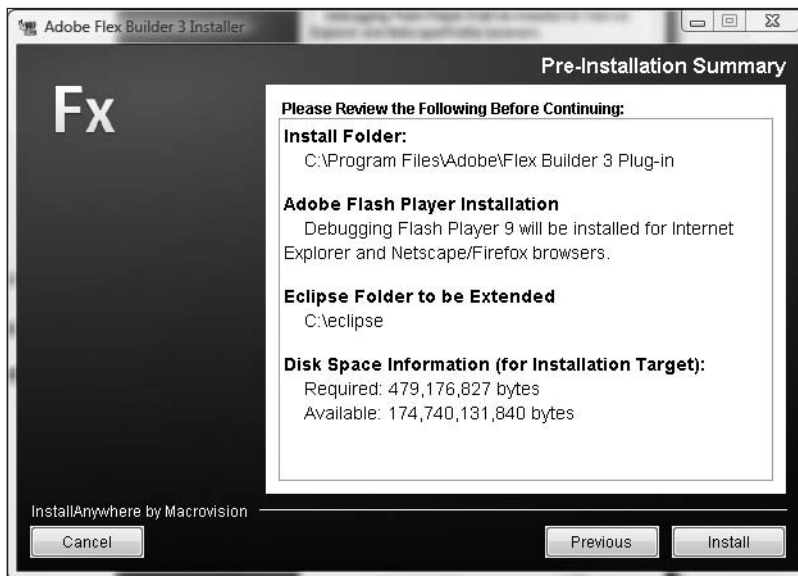 Adobe Flex Builder 3 Installer
Pre-Installation Summary
Fx
Please Review the Following Before Continuing:
Install Folder:
C:\Program Files\Adobe\Flex Builder 3 Plug-in
Adobe Flash Player Installation
Debugging Flash Player 9 will be installed for Internet
Explorer and Netscape/Firefox browsers.
Eclipse Folder to be Extended
C:\eclipse
Disk Space Information (for Installation Target):
Required: 479,176,827 bytes
Available: 174,740,131,840 bytes
InstallAnywhere by Macrovision
Cancel
Previous
Install